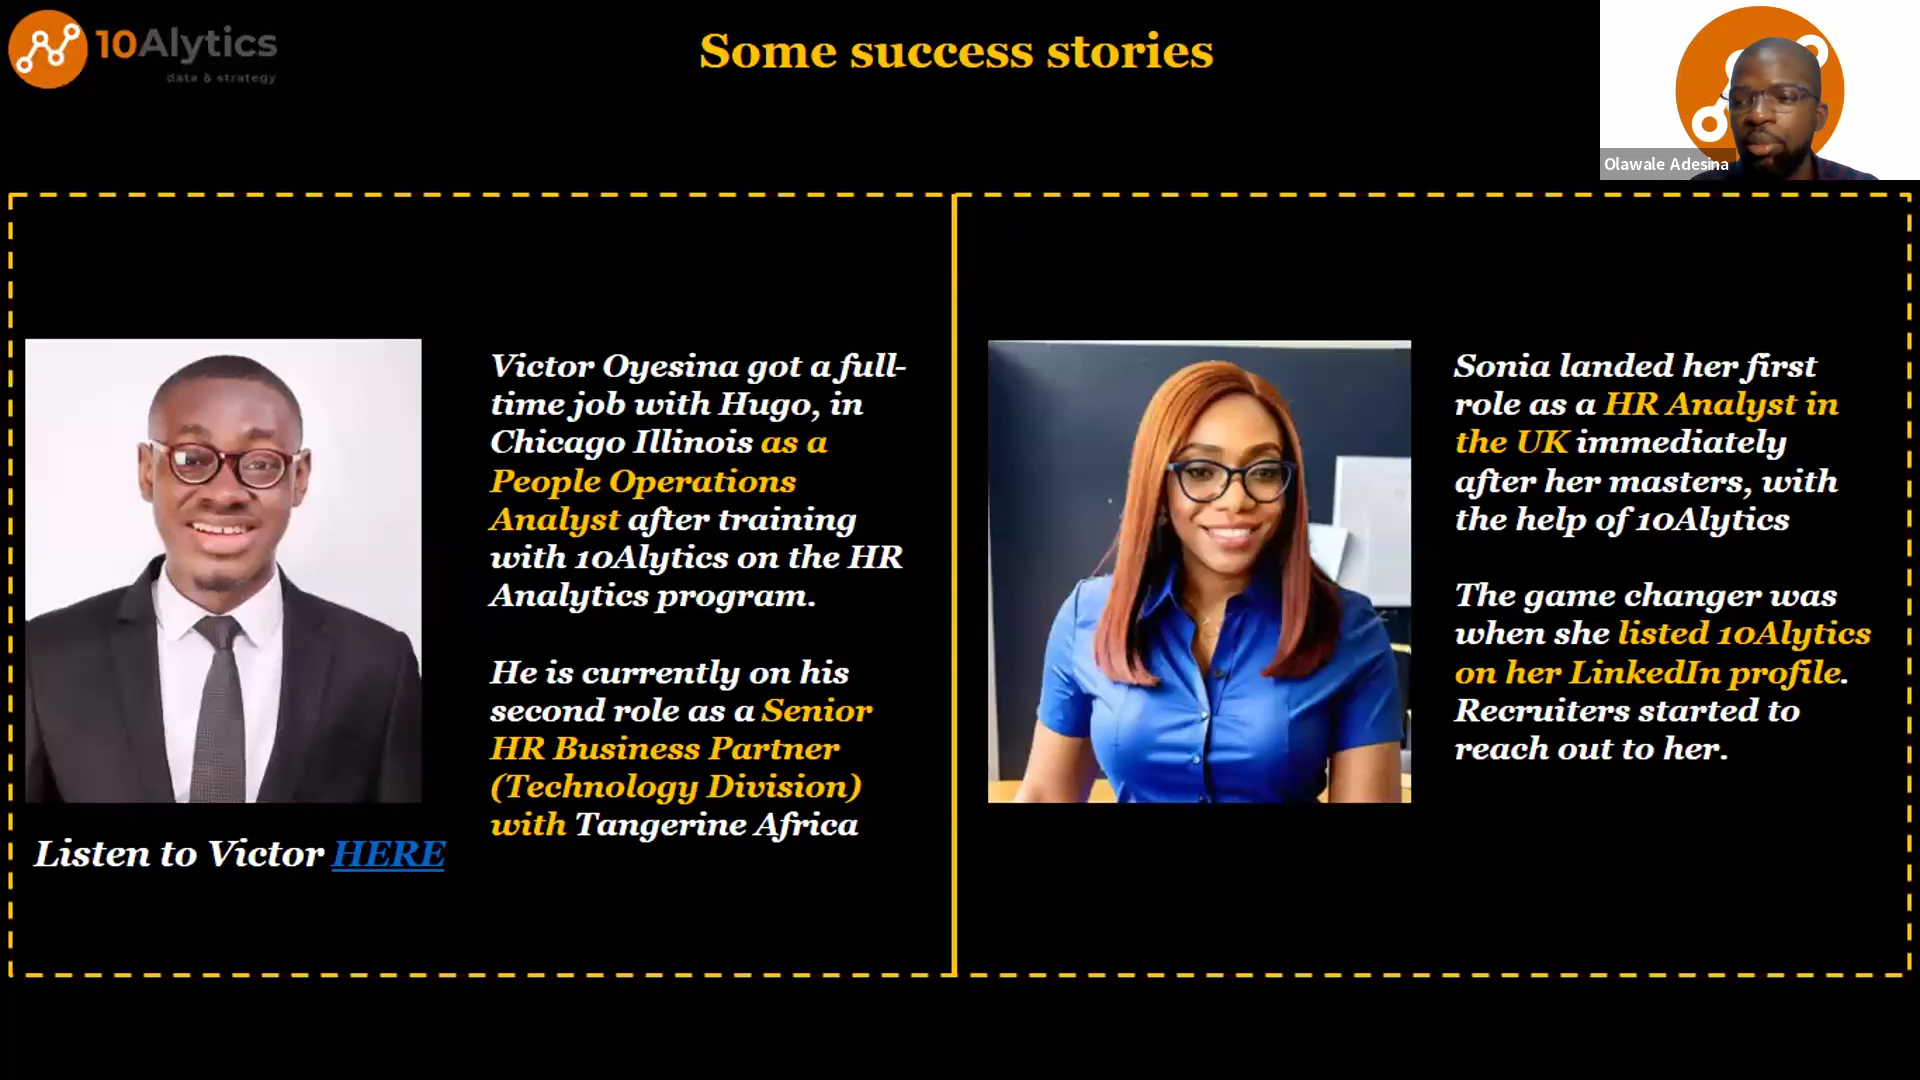 10Alytics
data & strategy
Some success stories
Olawale Adesina
Victor Oyesina got a full-
time job with Hugo, in
Chicago Illinois as a
People Operations
Analyst after training
with 10Alytics on the HR
Analytics program.
He is currently on his
second role as a Senior
HR Business Partner
(Technology Division)
with Tangerine Africa
Listen to Victor HERE
Sonia landed her first
role as a HR Analyst in
the UK immediately
after her masters, with
the help of 10Alytics
The game changer was
when she listed 10Alytics
on her LinkedIn profile.
Recruiters started to
reach out to her.